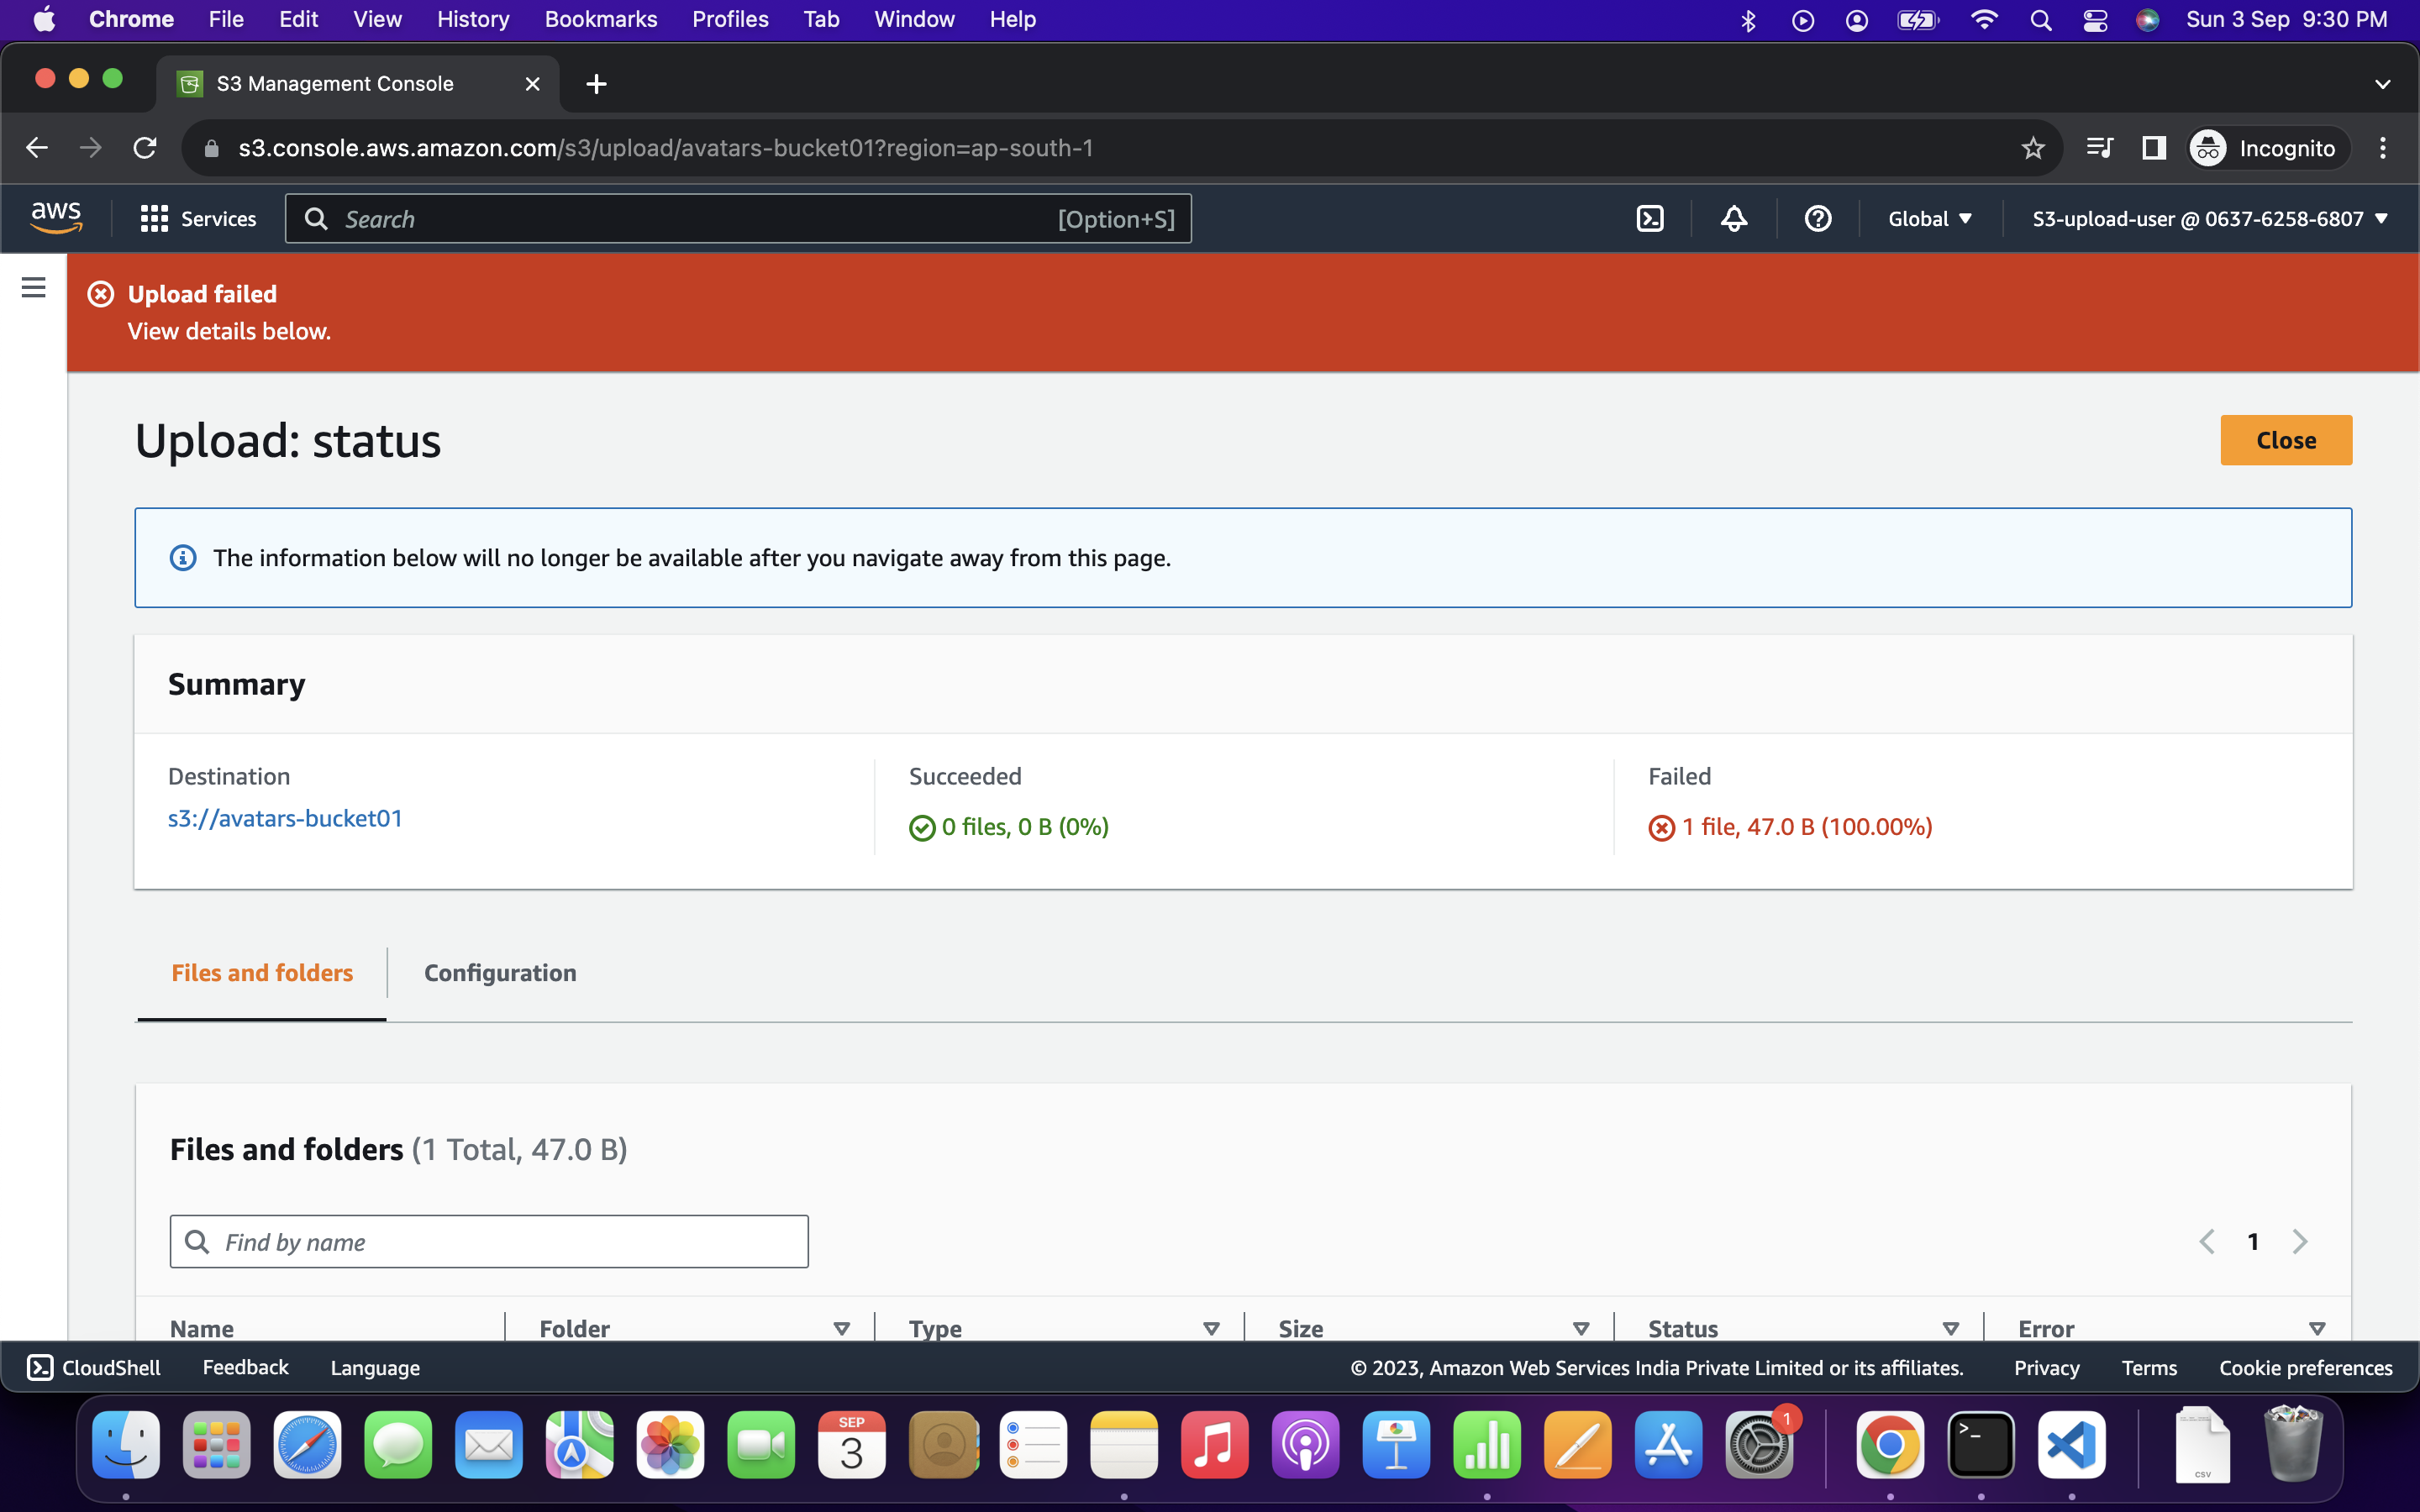 Chrome File Edit View History Bookmarks Profiles Tab Window Help Sun 3 Sep 9:30 PM
S3 Management Console
s3.console.aws.amazon.com/s3/upload/avatars-bucket01?region=ap-south-1 Incognito
aws Services Search [Option+S] Global S3-upload-user @ 0637-6258-6807
Upload failed
View details below.
Upload: status Close
The information below will no longer be available after you navigate away from this page.
Summary
Destination Succeeded Failed
s3://avatars-bucket01 0 files, 0 B (0%) 1 file, 47.0 B (100.00%)
Files and folders Configuration
Files and folders (1 Total, 47.0 B)
Find by name 1
Name Folder Type Size Status Error
CloudShell Feedback Language © 2023, Amazon Web Services India Private Limited or its affiliates. Privacy Terms Cookie preferences
SEP
3
1
>_
CSV